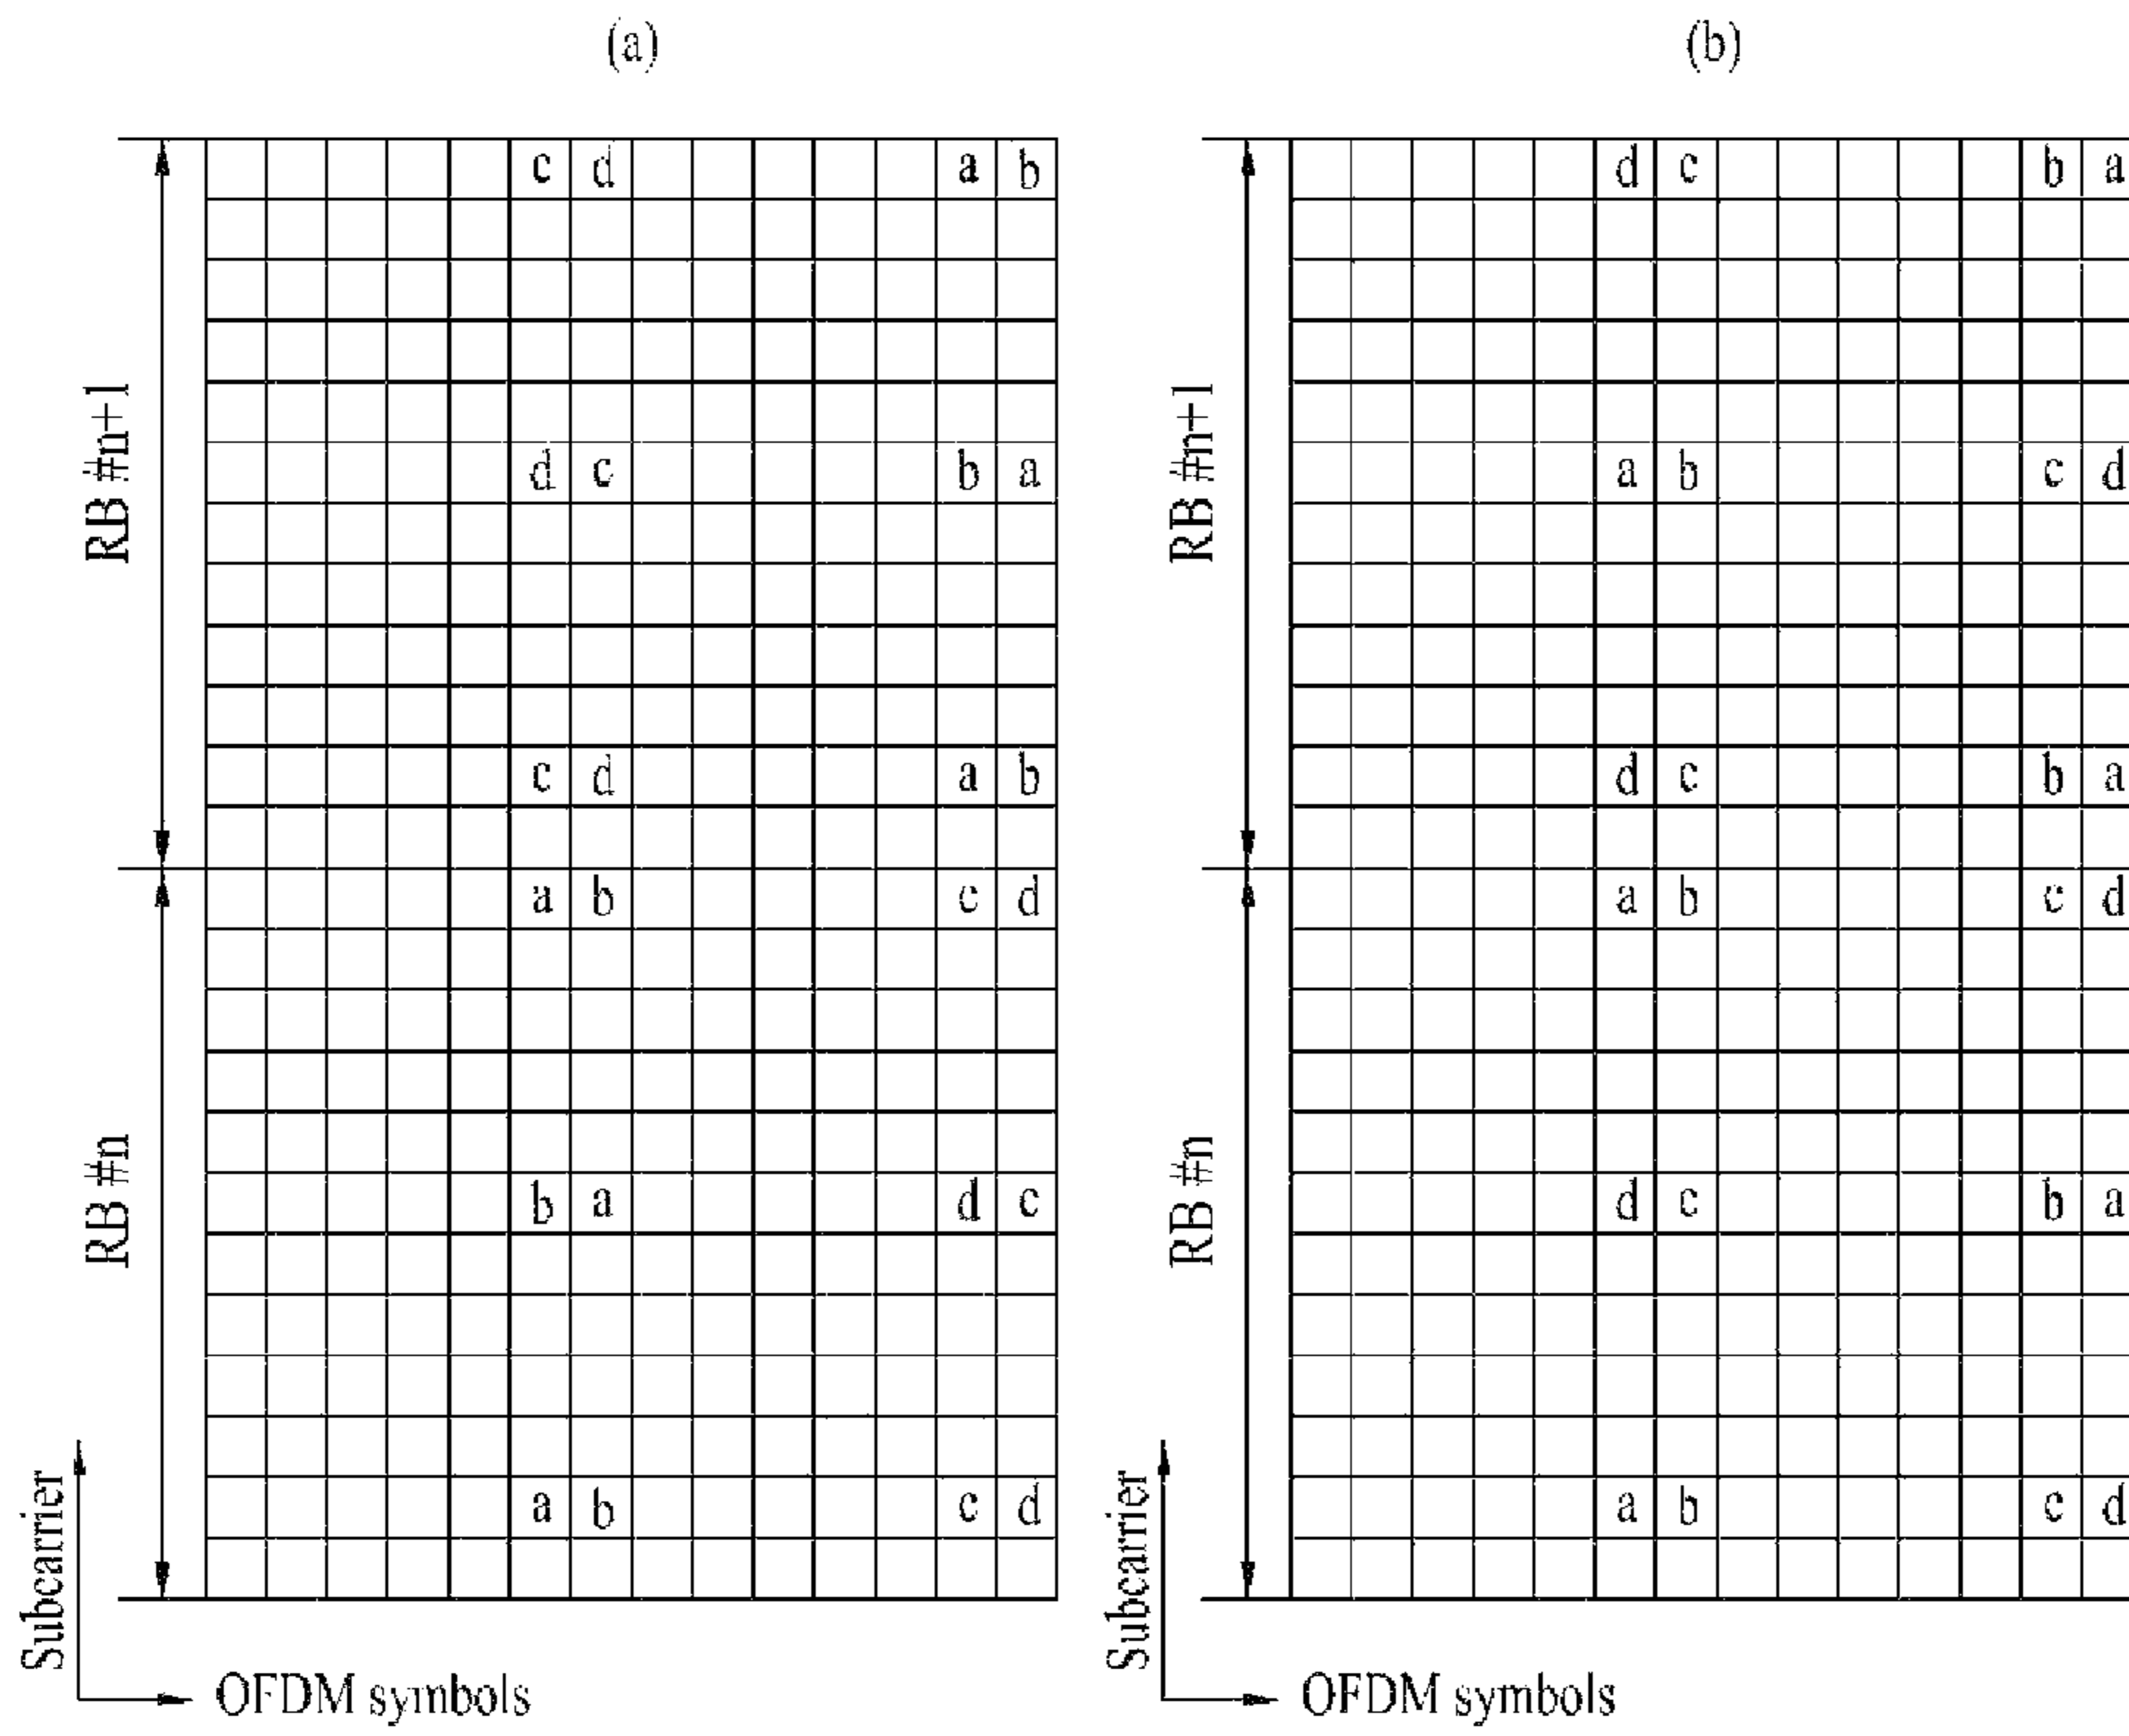 (a)
(b)
c d a b
d c b a
c d a b
a b c d
b a d c
a b c d
RB #n+1
RB #n
Subcarrier
OFDM symbols
d c b a
a b c d
d c b a
a b c d
d c b a
a b c d
RB #n+1
RB #n
Subcarrier
OFDM symbols